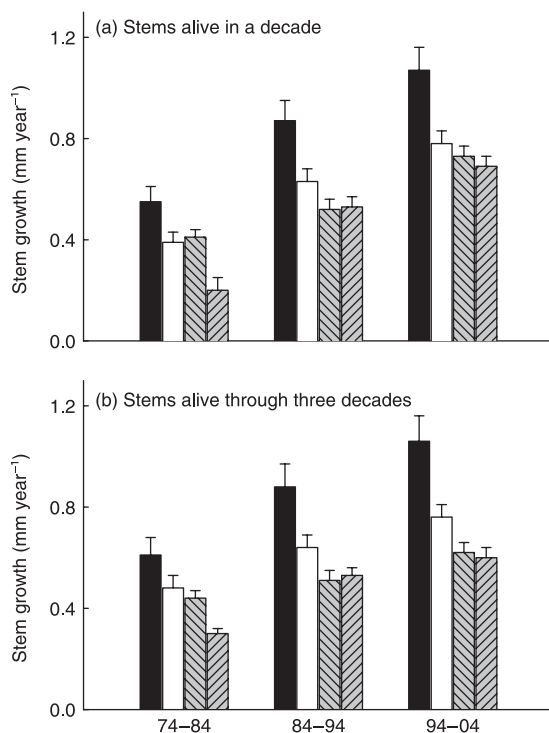 (a) Stems alive in a decade
1.2
0.8
0.4
0.0
Stem growth (mm year⁻¹)
(b) Stems alive through three decades
1.2
0.8
0.4
0.0
Stem growth (mm year⁻¹)
74–84 84–94 94–04